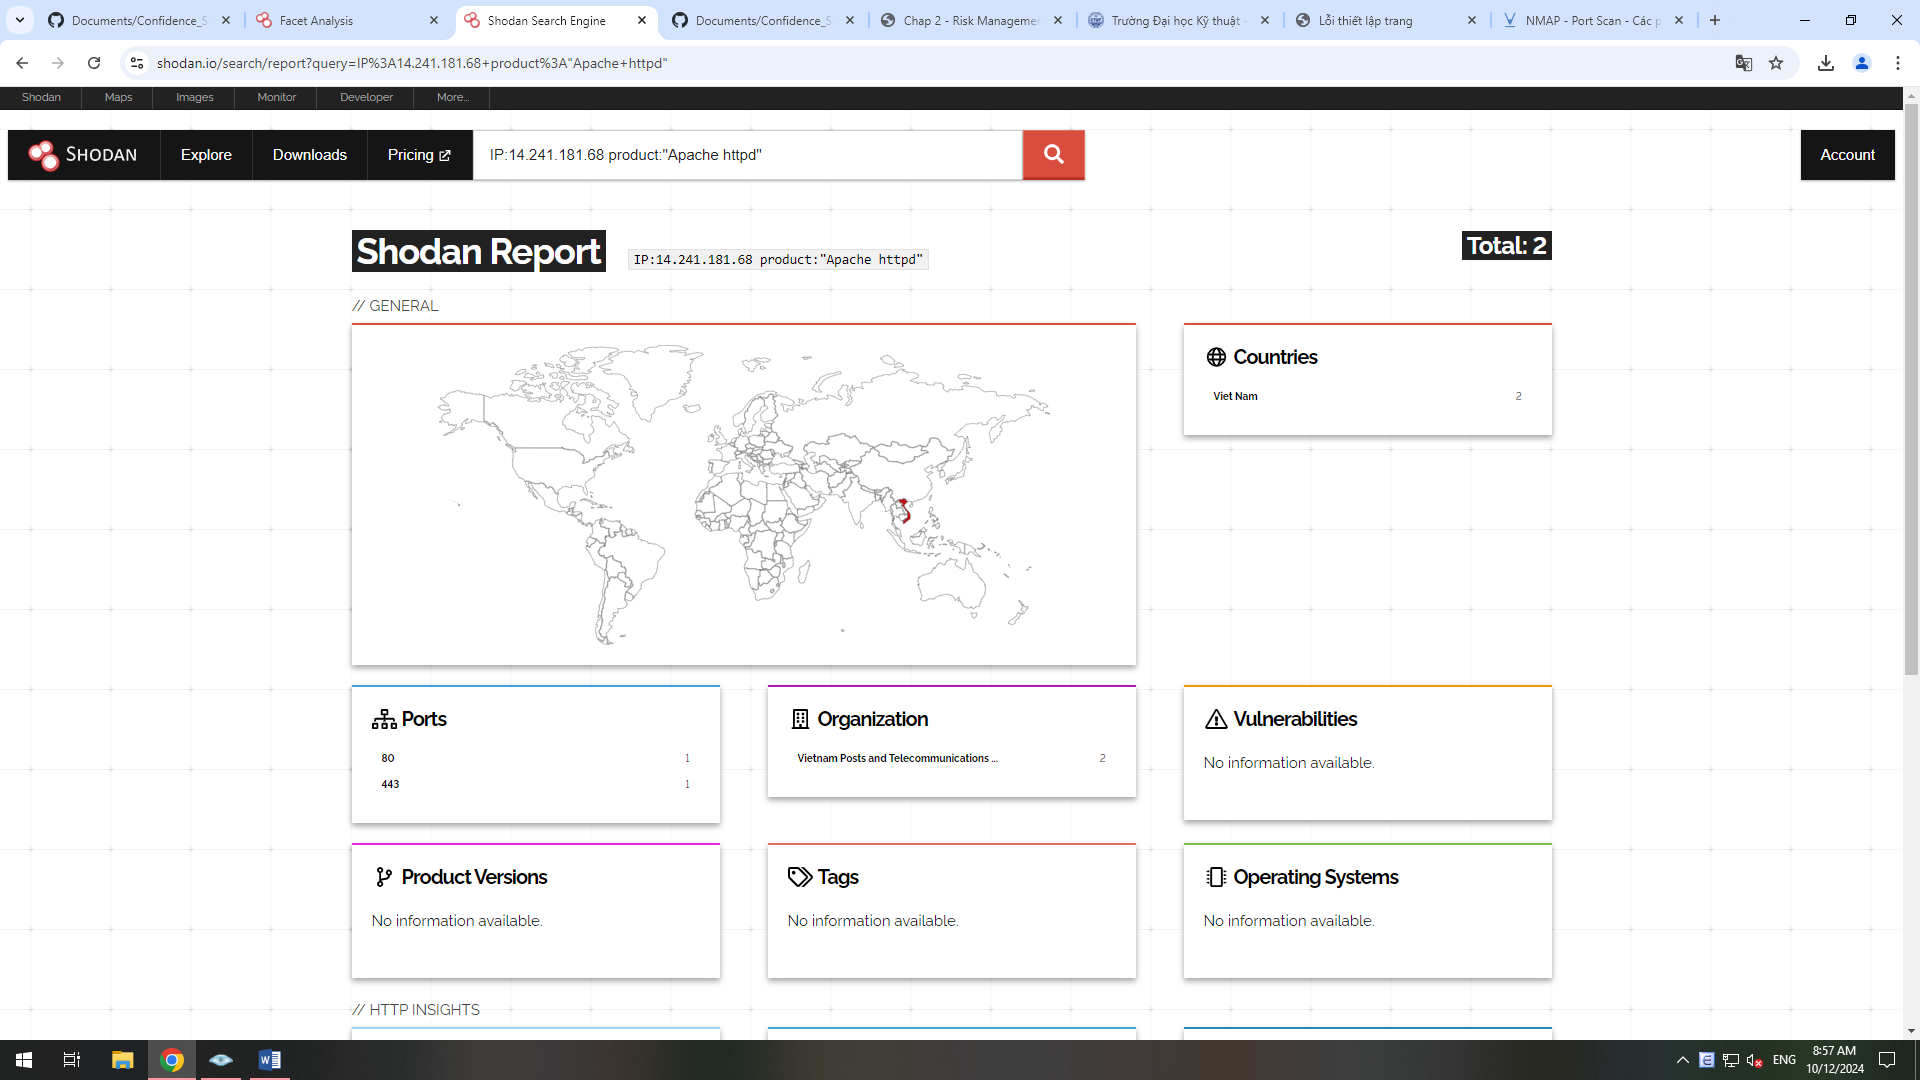 Documents/Confidence_S
Facet Analysis
Shodan Search Engine
Documents/Confidence_S
Chap 2 - Risk Managemen
Trường Đại học Kỹ thuật -
Lỗi thiết lập trang
NMAP - Port Scan - Các p
shodan.io/search/report?query=IP%3A14.241.181.68+product%3A"Apache+httpd"
Shodan
Maps
Images
Monitor
Developer
More...
SHODAN
Explore
Downloads
Pricing
IP:14.241.181.68 product:"Apache httpd"
Account
Shodan Report
IP:14.241.181.68 product:"Apache httpd"
Total: 2
// GENERAL
Countries
Viet Nam 2
Ports
80 1
443 1
Organization
Vietnam Posts and Telecommunications ... 2
Vulnerabilities
No information available.
Product Versions
No information available.
Tags
No information available.
Operating Systems
No information available.
// HTTP INSIGHTS
ENG
8:57 AM
10/12/2024